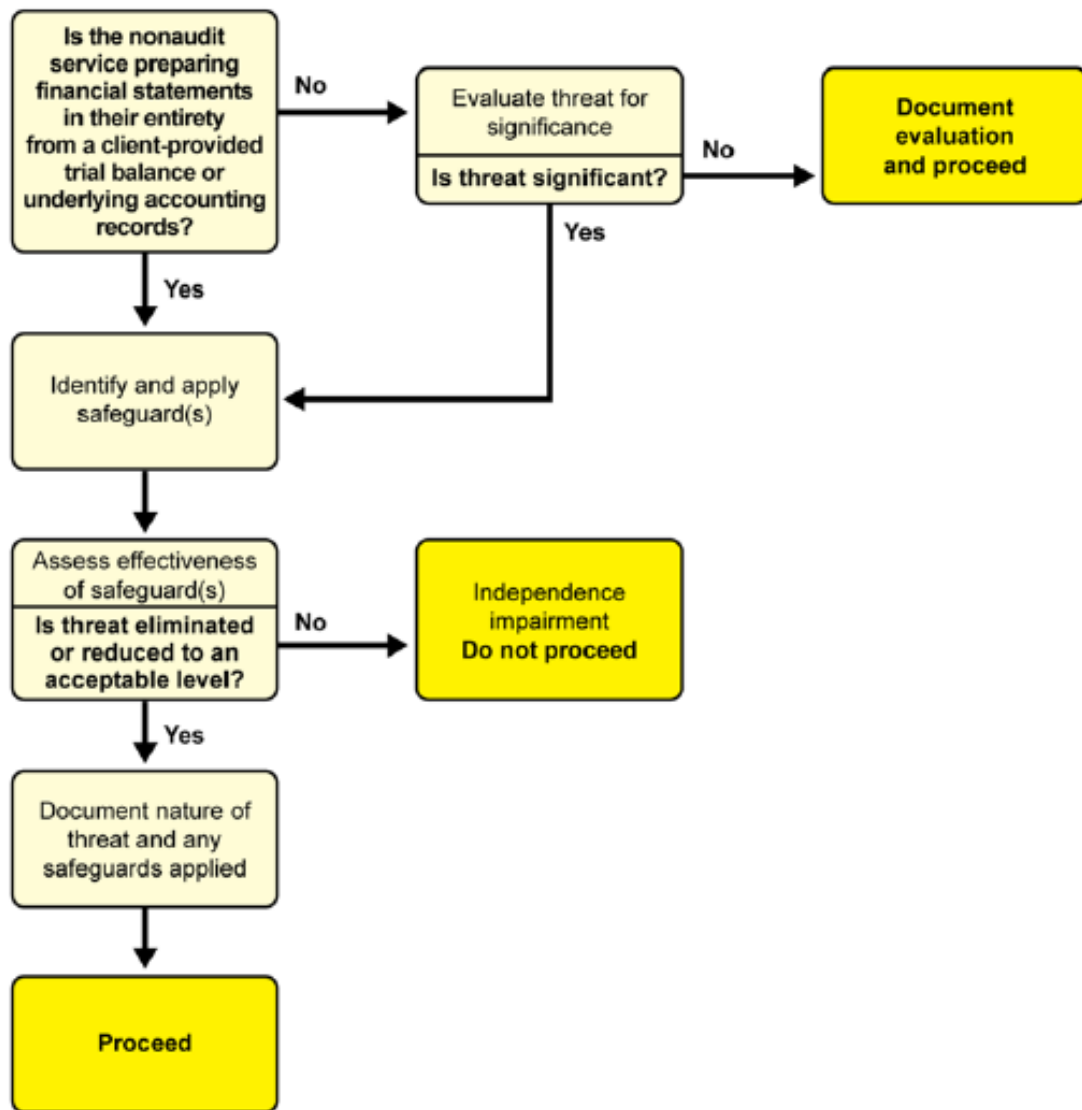 Is the nonaudit
service preparing
financial statements
in their entirety
from a client-provided
trial balance or
underlying accounting
records?
No
Evaluate threat for
significance
Is threat significant?
No
Document
evaluation
and proceed
Yes
Yes
Identify and apply
safeguard(s)
Assess effectiveness
of safeguard(s)
Is threat eliminated
or reduced to an
acceptable level?
No
Independence
impairment
Do not proceed
Yes
Document nature of
threat and any
safeguards applied
Proceed